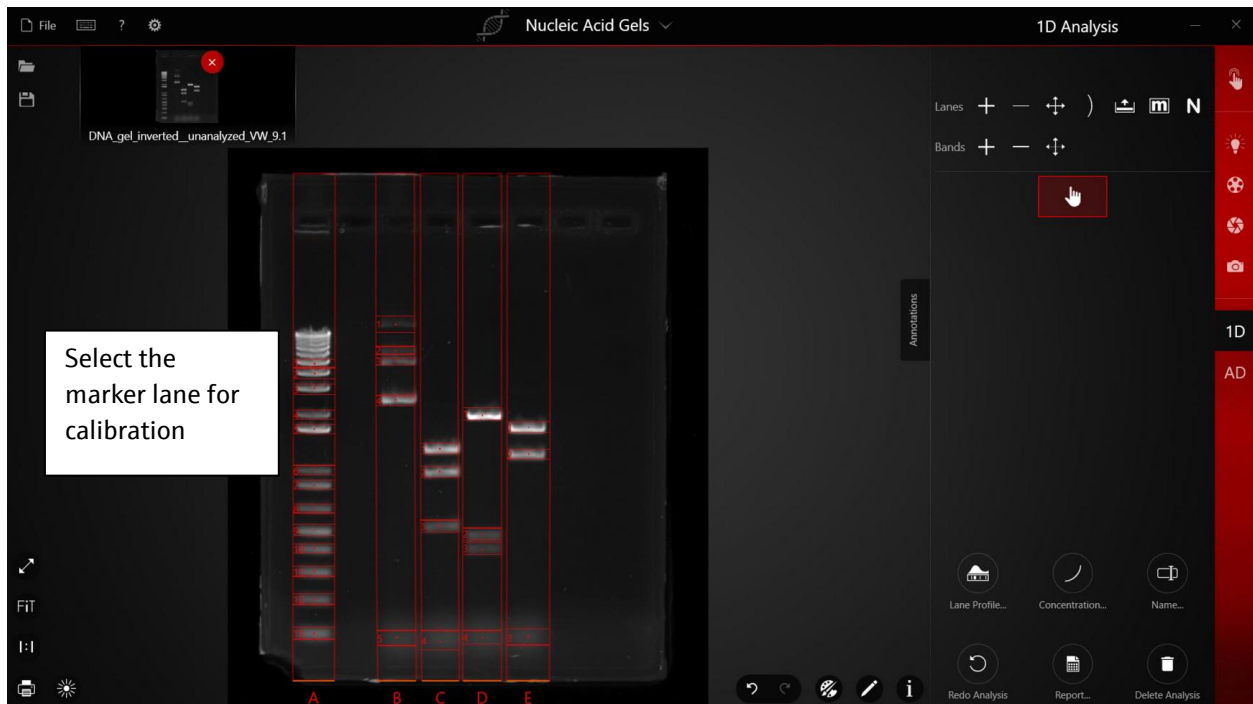 File
?
Nucleic Acid Gels
1D Analysis
DNA_gel_inverted__unanalyzed_VW_9.1
Lanes
m
N
Bands
Annotations
Select the
marker lane for
calibration
1D
AD
FiT
1:1
A
B
C
D
E
i
Lane Profile...
Concentration...
Name...
Redo Analysis
Report...
Delete Analysis